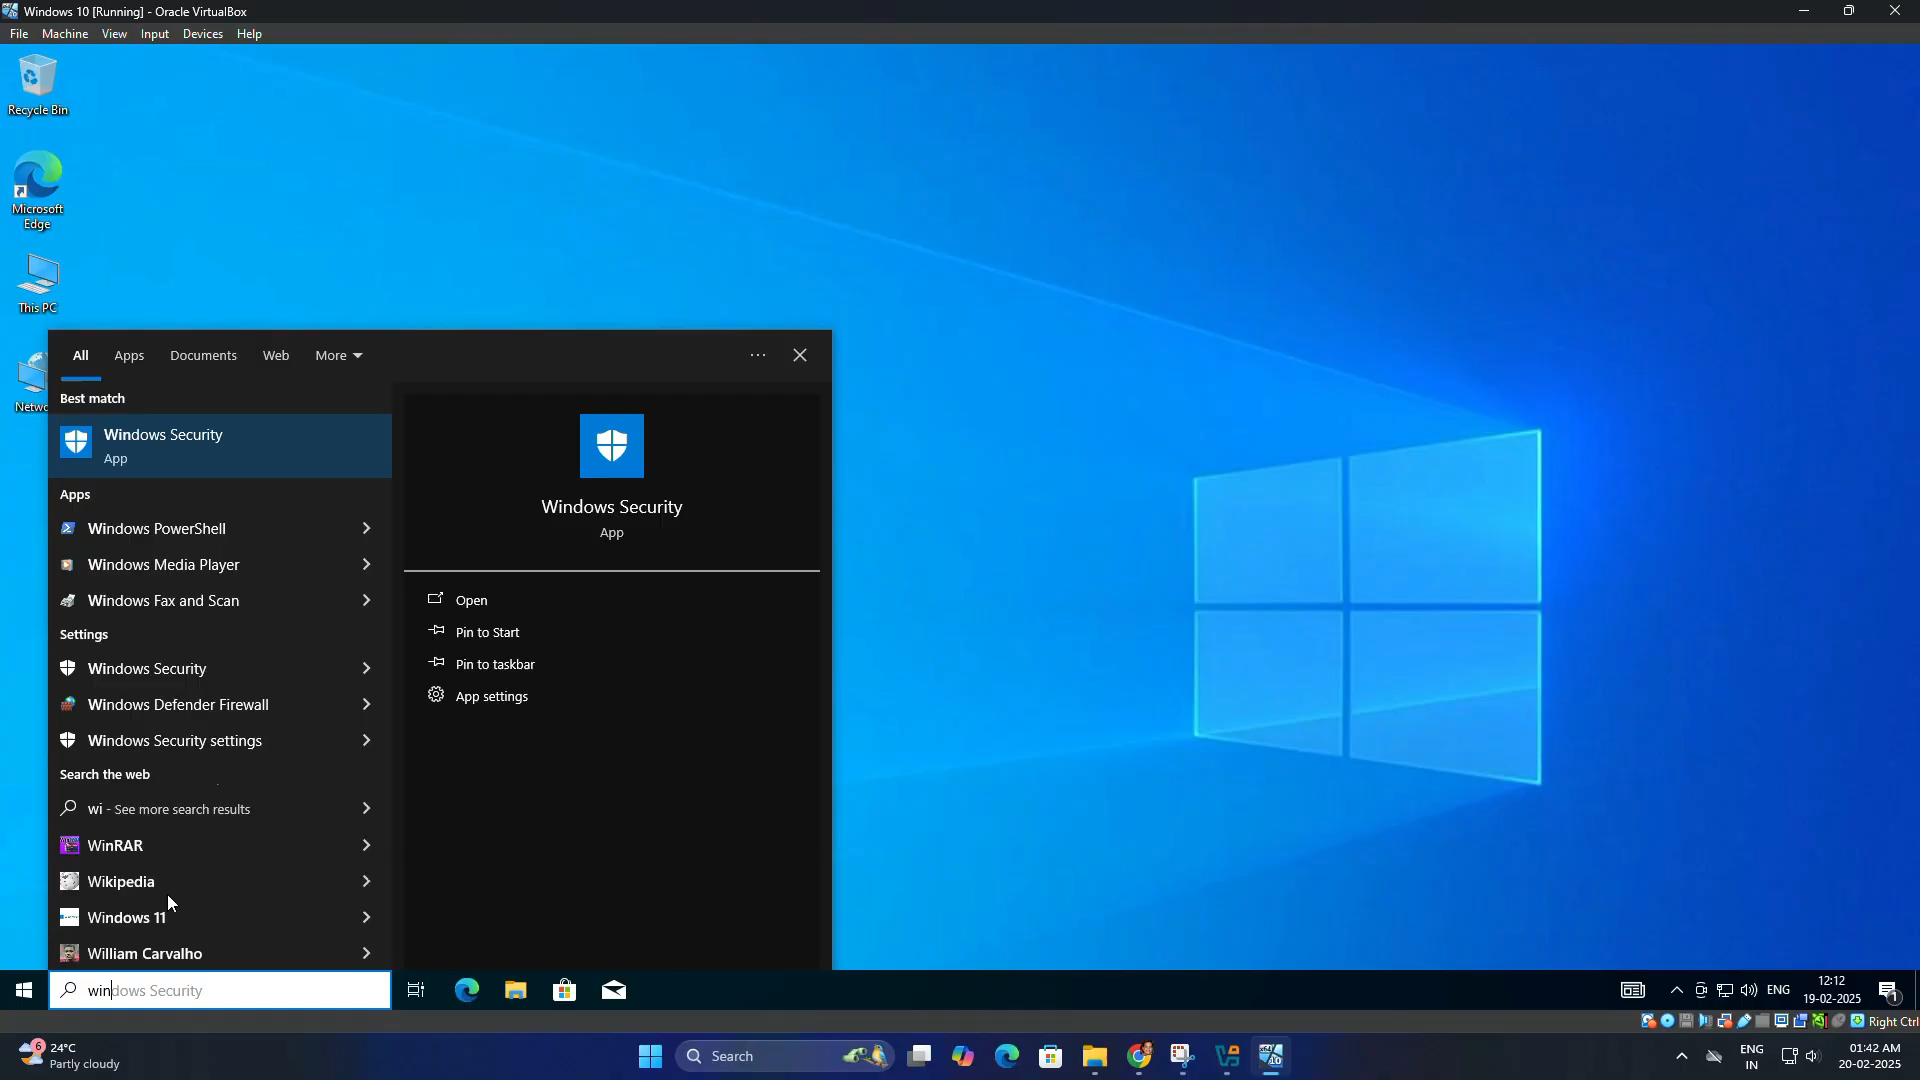 Windows 10 [Running] - Oracle VirtualBox
File Machine View Input Devices Help
Recycle Bin
Microsoft
Edge
This PC
Netwo
All Apps Documents Web More
Best match
Windows Security
App
Apps
Windows PowerShell
Windows Media Player
Windows Fax and Scan
Settings
Windows Security
Windows Defender Firewall
Windows Security settings
Search the web
wi - See more search results
WinRAR
Wikipedia
Windows 11
William Carvalho
windows Security
Windows Security
App
Open
Pin to Start
Pin to taskbar
App settings
ENG
12:12
19-02-2025
1
Right Ctrl
6
24°C
Partly cloudy
Search
ENG
IN
01:42 AM
20-02-2025